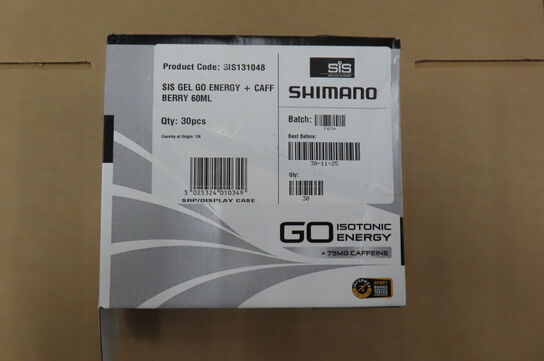 Product Code: SIS131048
SIS GEL GO ENERGY + CAFF
BERRY 60ML
Qty: 30pcs
Country of Origin: UK
5 025324 010349
SRP/DISPLAY CASE
SiS
SHIMANO
Batch:
Best Before:
30-11-25
Qty:
30
GO ISOTONIC
ENERGY
+ 75MG CAFFEINE